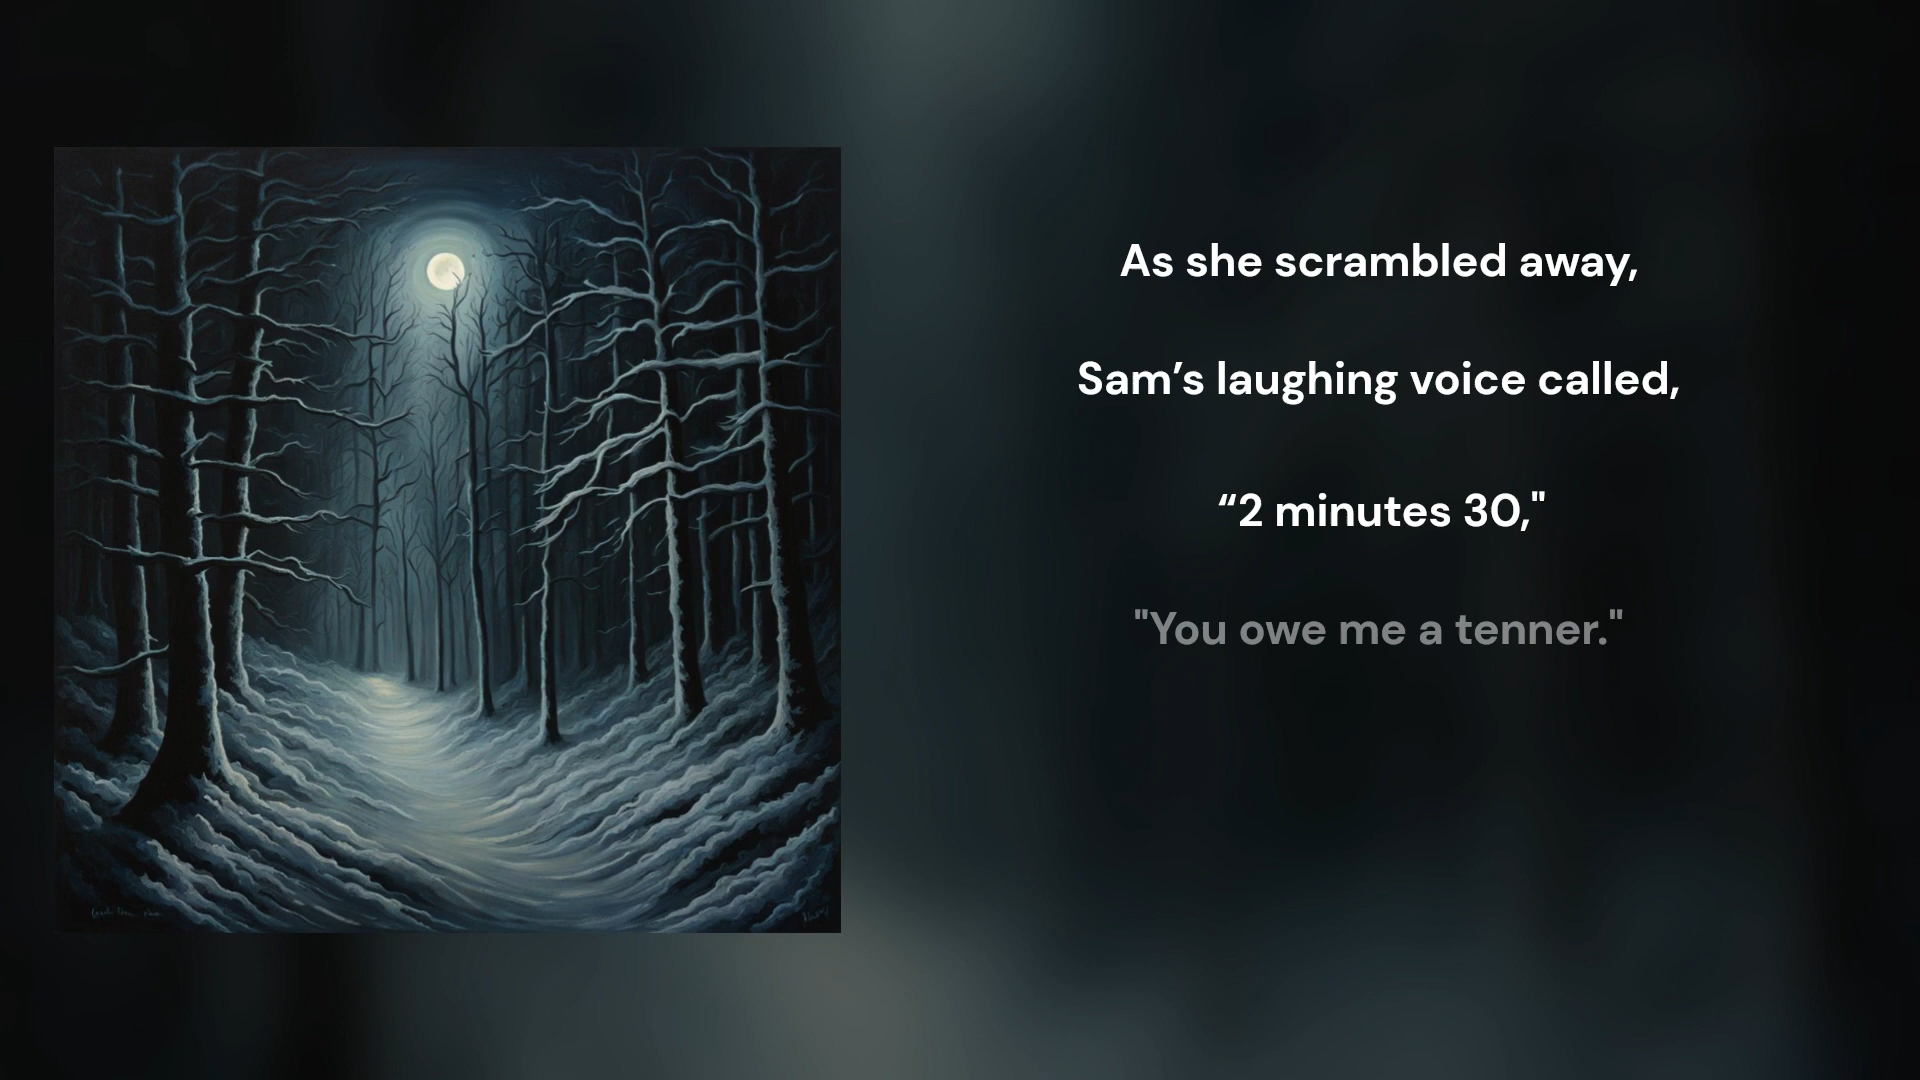 As she scrambled away,
Sam’s laughing voice called,
“2 minutes 30,"
"You owe me a tenner."